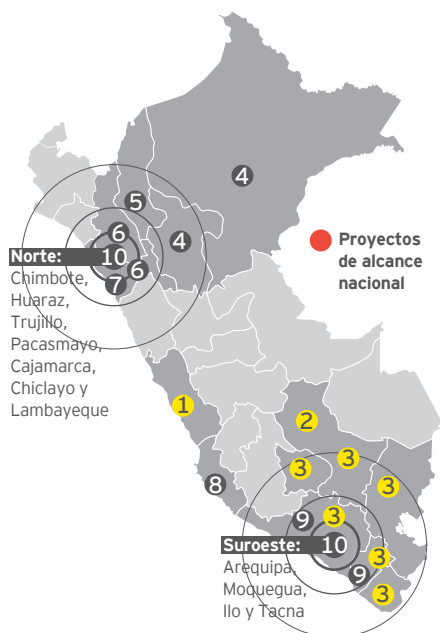 4
5
4
6
Norte:
10
6
7
Chimbote,
Huaraz,
Trujillo,
Pacasmayo,
Cajamarca,
Chiclayo y
Lambayeque
Proyectos
de alcance
nacional
1
2
3
3
3
8
9
3
Suroeste:
10
3
9
3
Arequipa,
Moquegua,
Ilo y Tacna